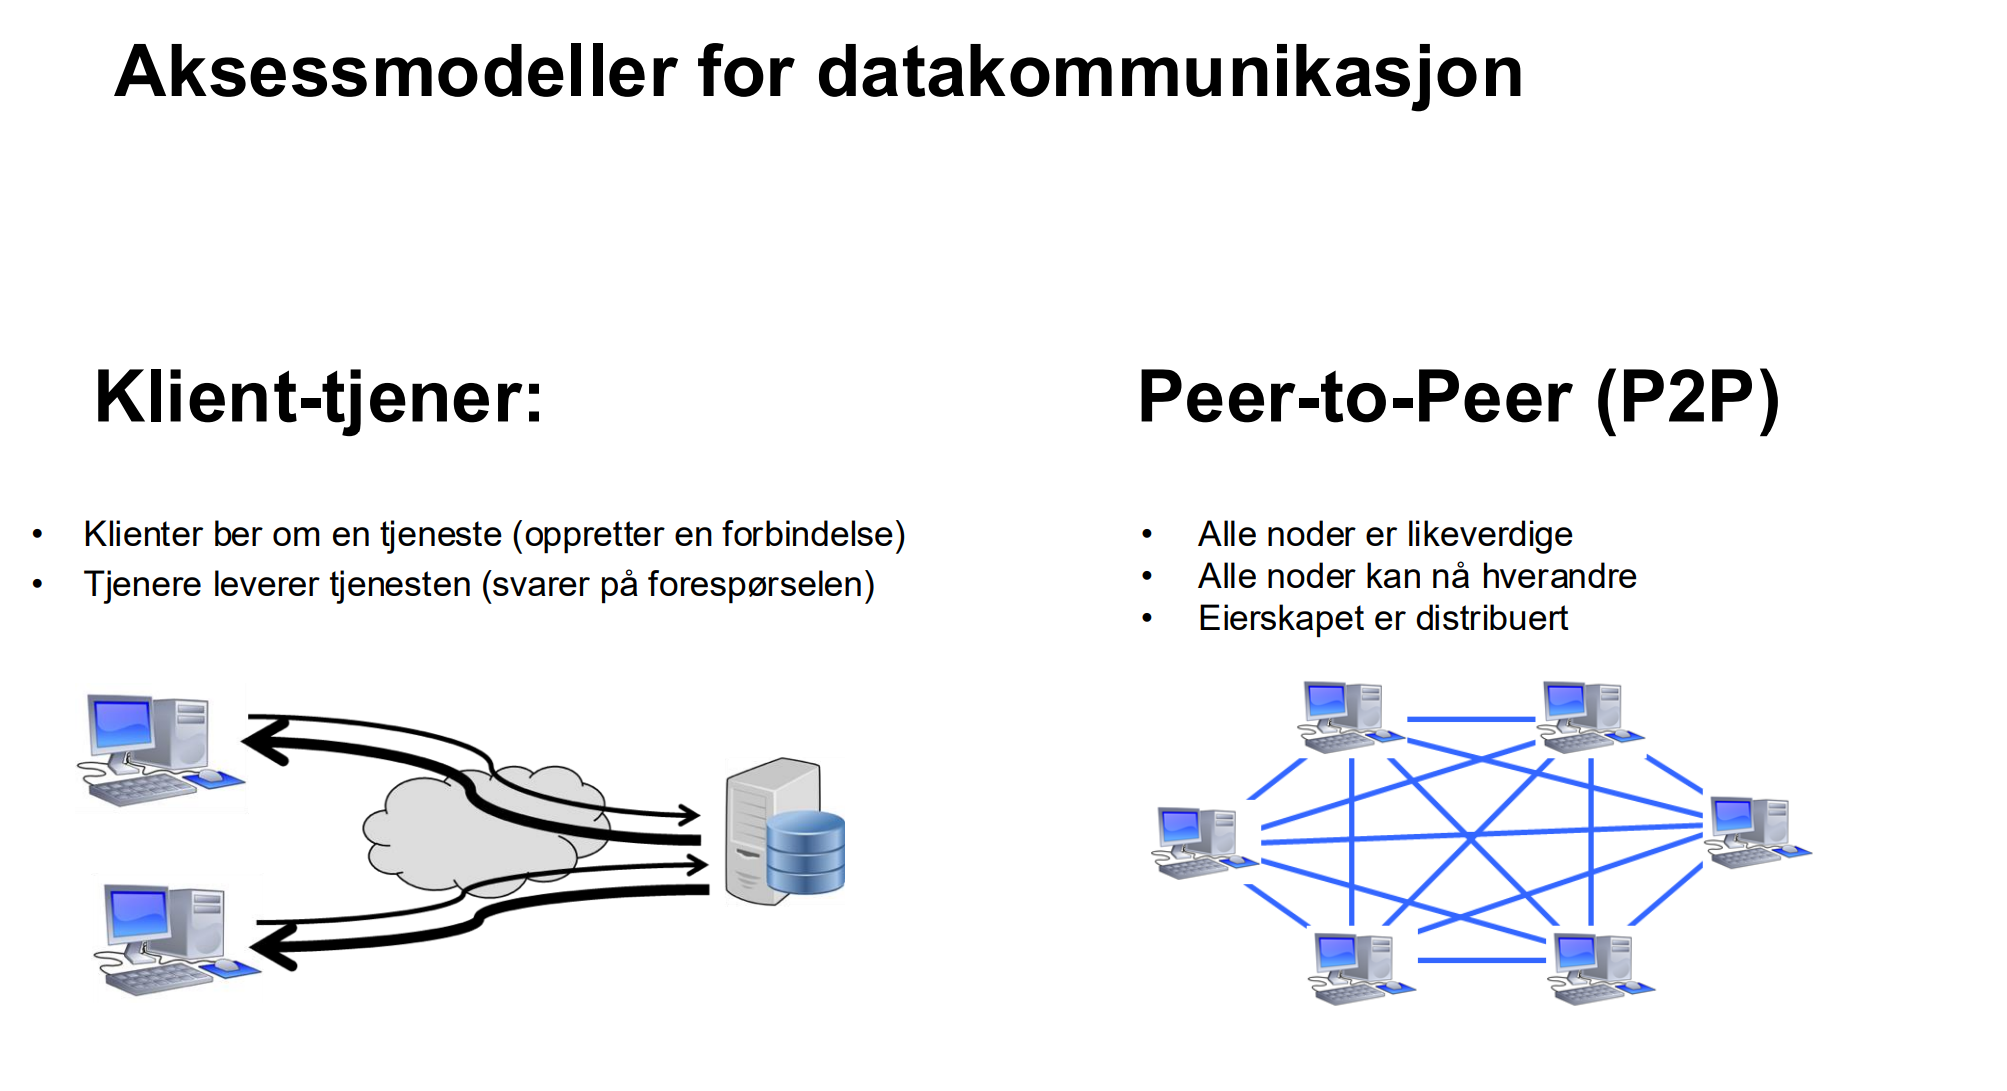 Aksessmodeller for datakommunikasjon
Klient-tjener:
• Klienter ber om en tjeneste (oppretter en forbindelse)
• Tjenere leverer tjenesten (svarer på forespørselen)
Peer-to-Peer (P2P)
• Alle noder er likeverdige
• Alle noder kan nå hverandre
• Eierskapet er distribuert